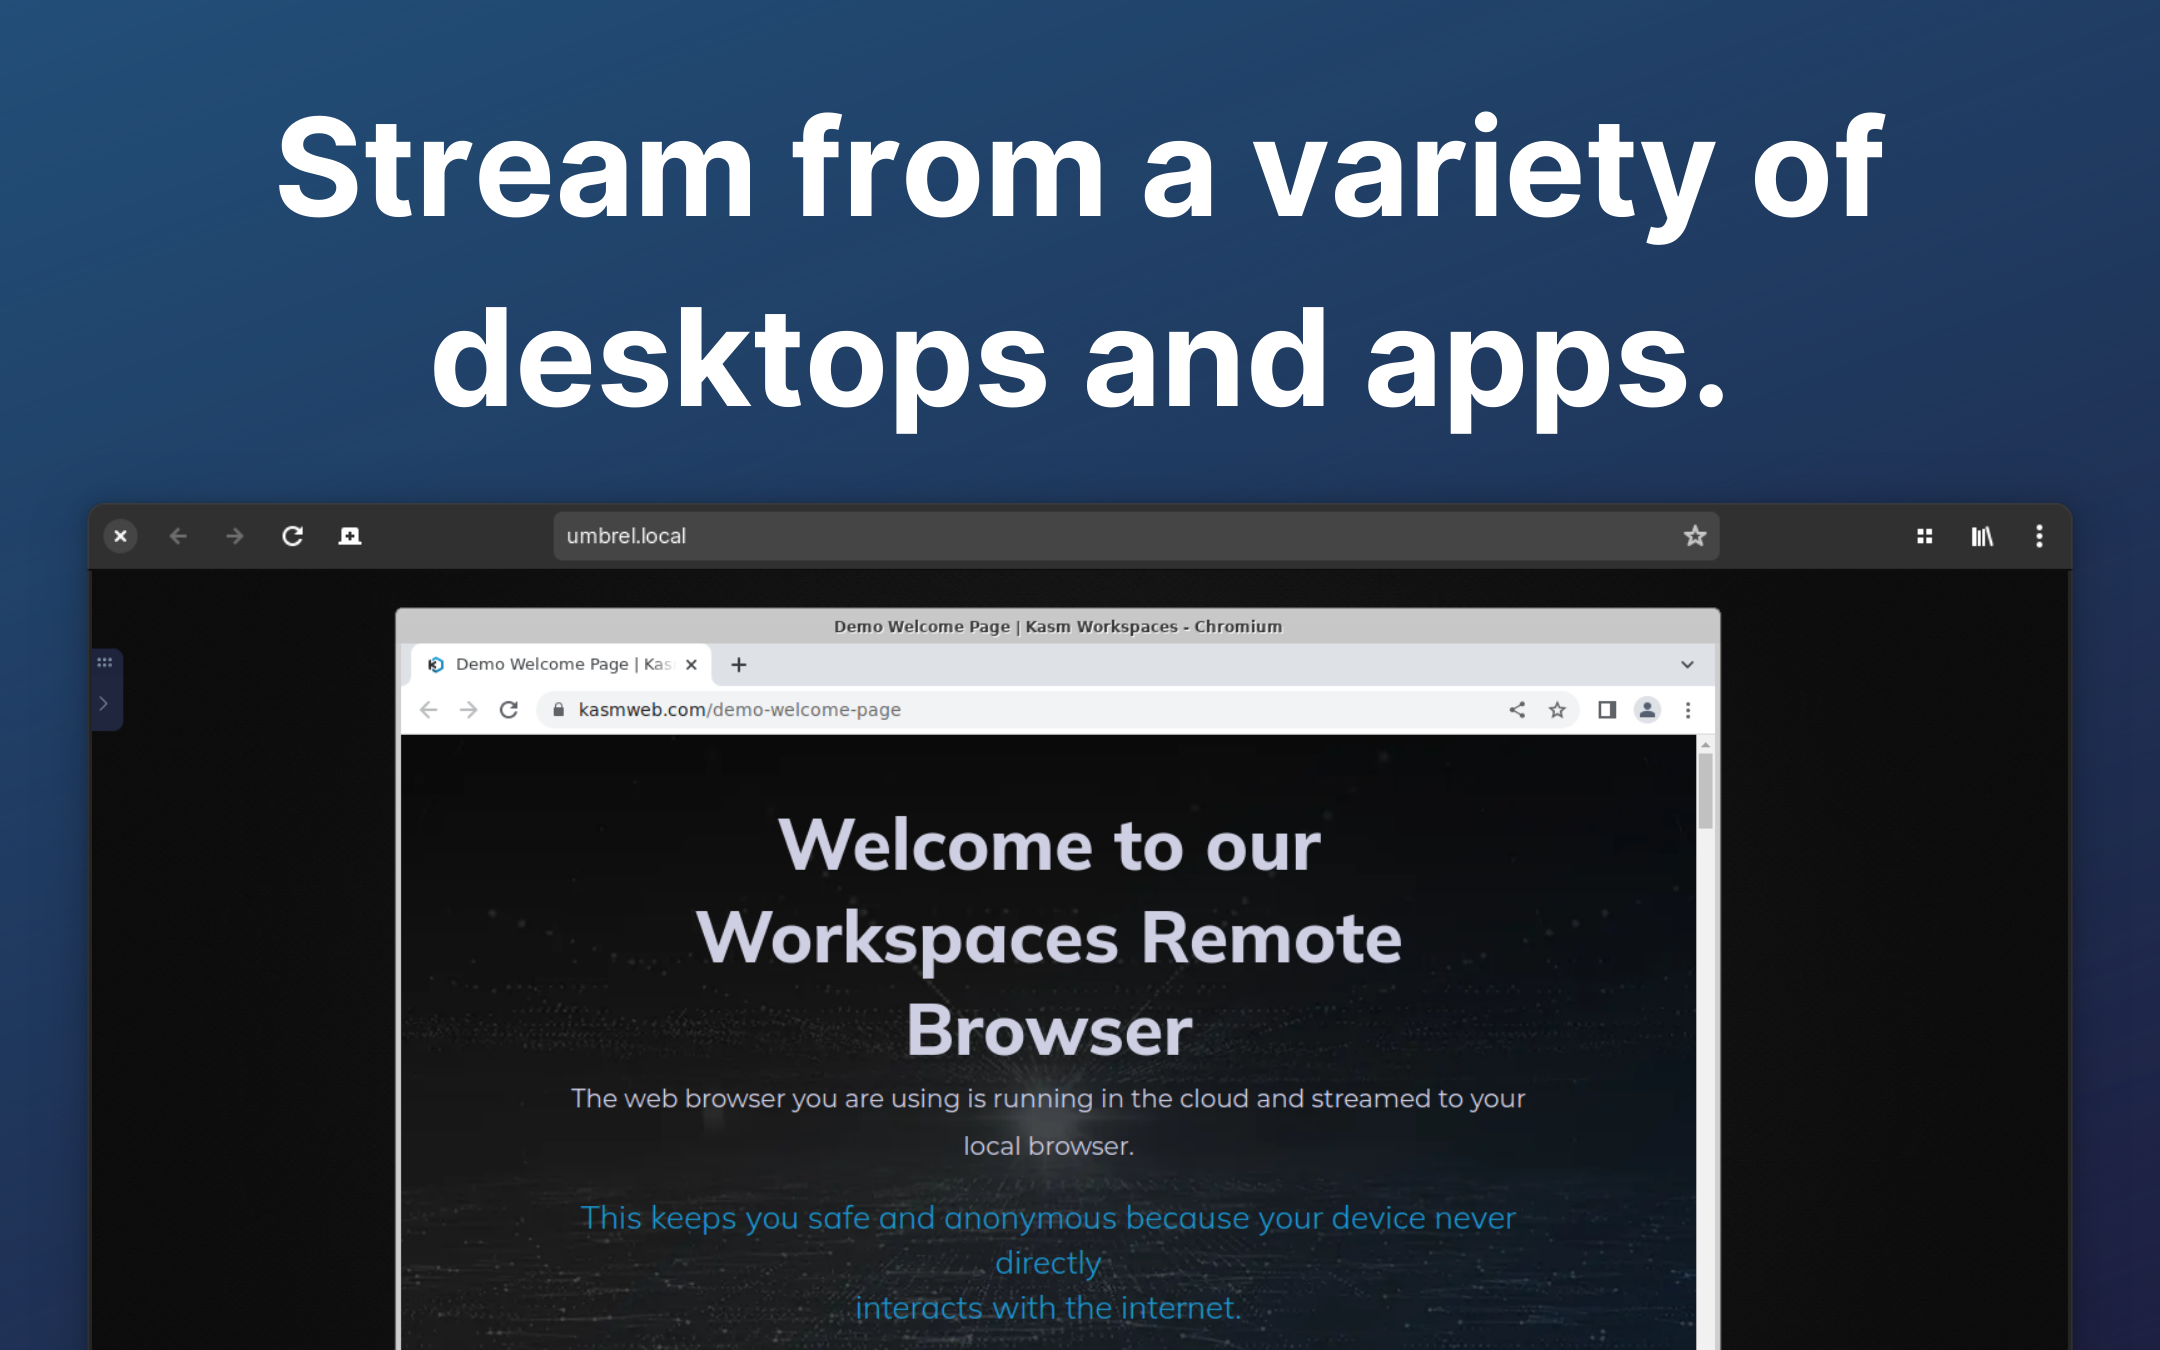 Stream from a variety of
desktops and apps.
umbrel.local
Demo Welcome Page | Kasm Workspaces - Chromium
Demo Welcome Page | Kas
kasmweb.com/demo-welcome-page
Welcome to our
Workspaces Remote
Browser
The web browser you are using is running in the cloud and streamed to your
local browser.
This keeps you safe and anonymous because your device never
directly
interacts with the internet.